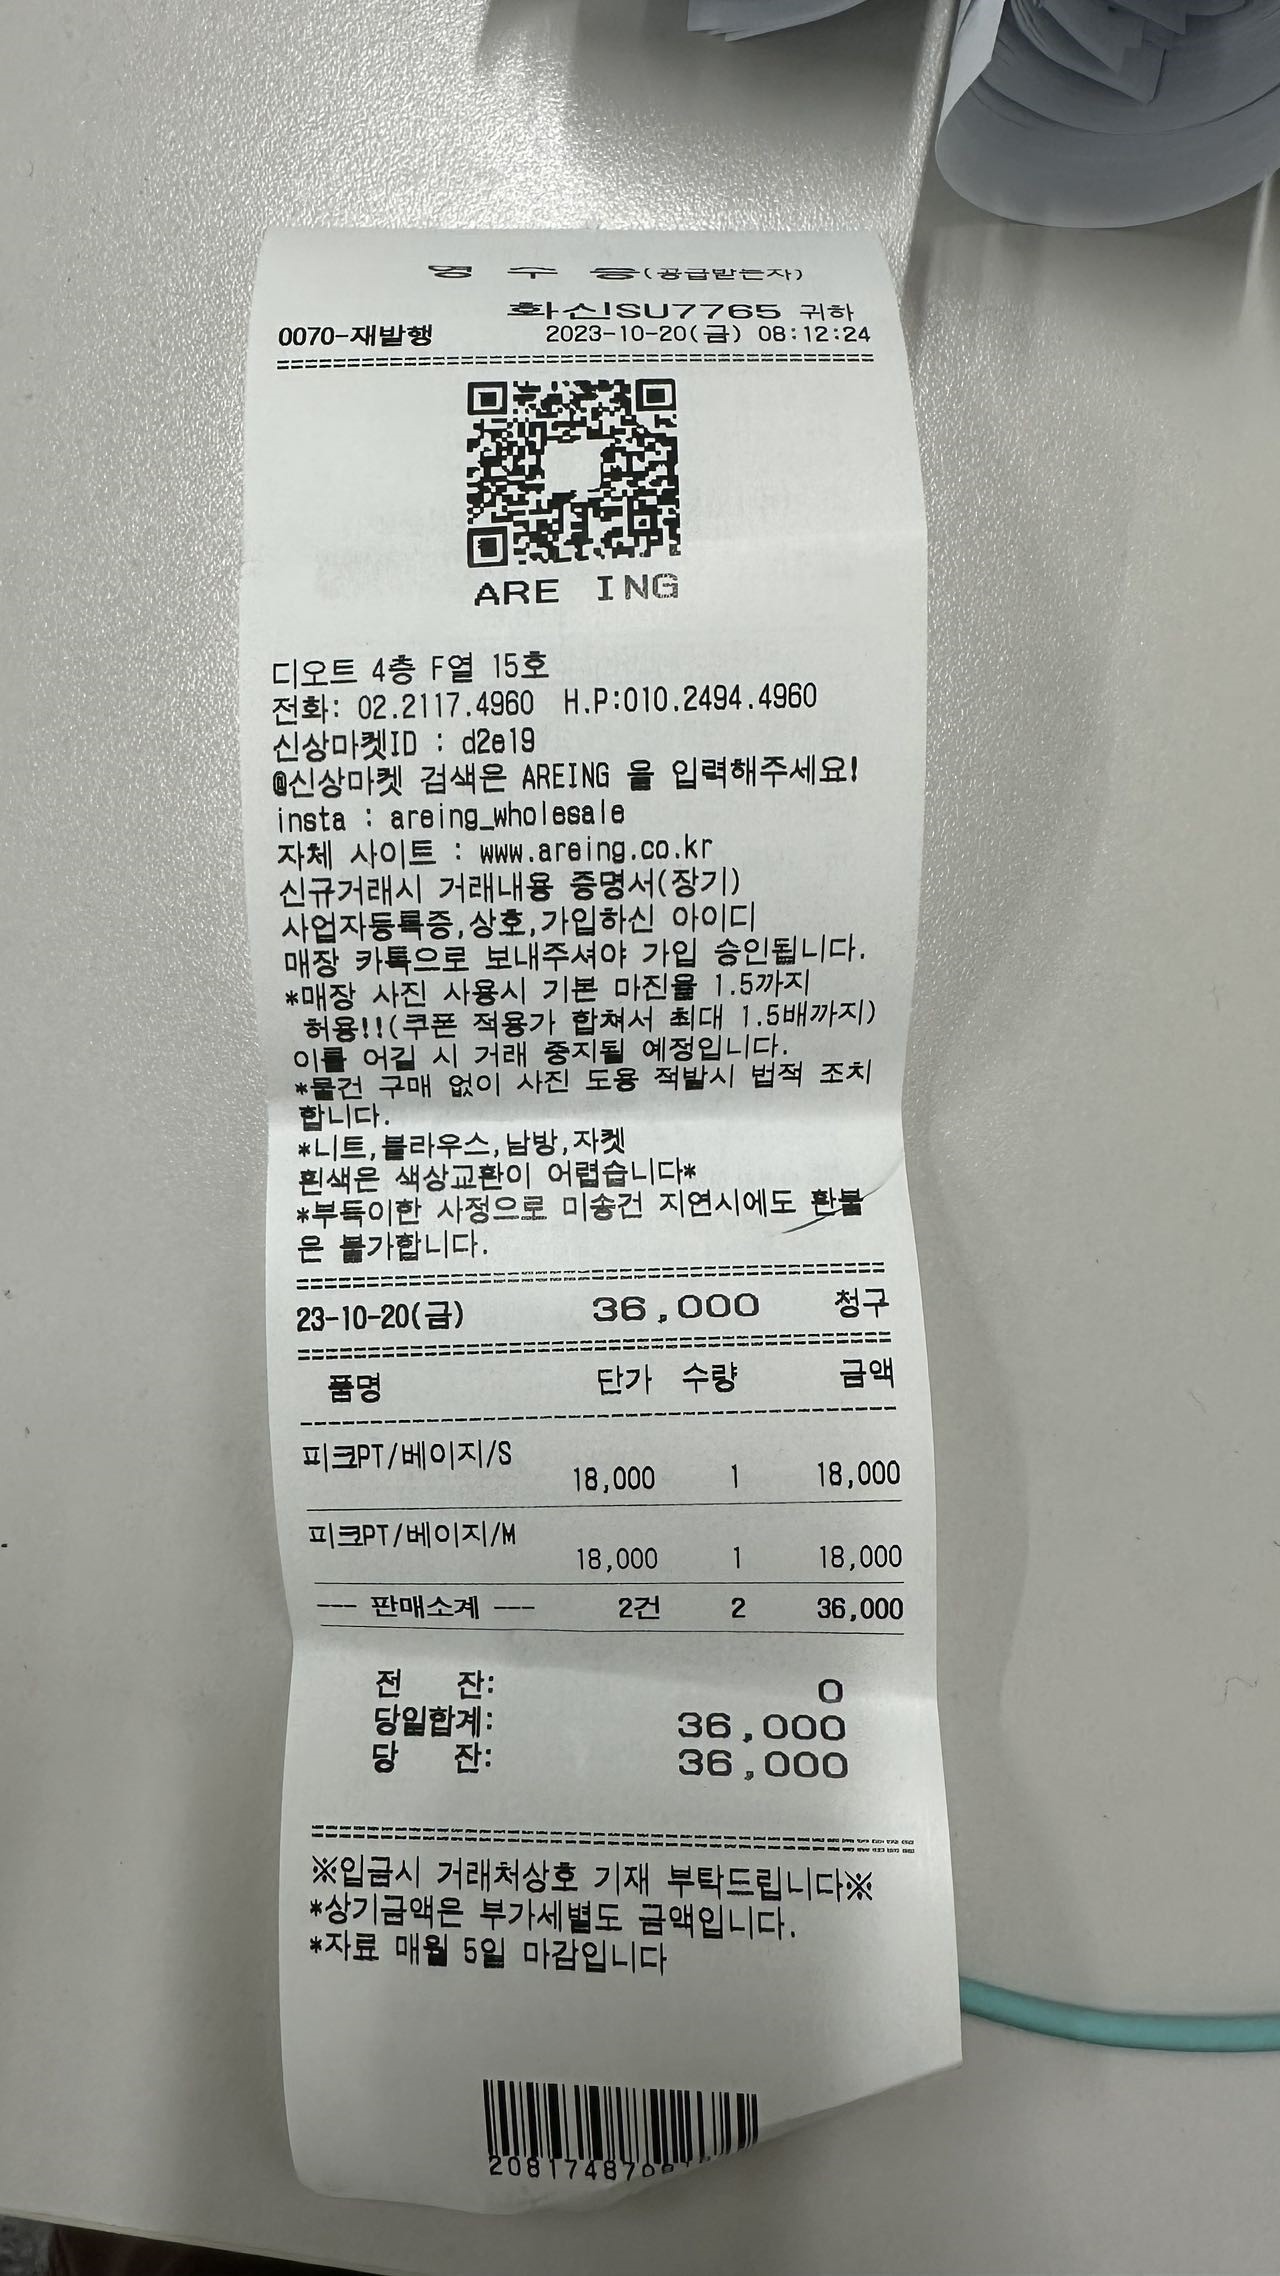 영 수 증(공급받는자)
화신!SU7765 귀하
0070-재발행 2023-10-20(금) 08:12:24
ARE ING
디오트 4층 F열 15호
전화: 02.2117.4960 H.P:010.2494.4960
신상마켓ID : d2e19
@신상마켓 검색은 AREING 을 입력해주세요!
insta : areing_wholesale
자체 사이트 : www.areing.co.kr
신규거래시 거래내용 증명서(장기)
사업자등록증,상호,가입하신 아이디
매장 카톡으로 보내주셔야 가입 승인됩니다.
*매장 사진 사용시 기본 마진율 1.5까지
허용!!(쿠폰 적용가 합쳐서 최대 1.5배까지)
이를 어길 시 거래 중지될 예정입니다.
*물건 구매 없이 사진 도용 적발시 법적 조치
합니다.
*니트,블라우스,남방,자켓
흰색은 색상교환이 어렵습니다*
*부득이한 사정으로 미송건 지연시에도 환불
은 불가합니다.
23-10-20(금) 36,000 청구
품명 단가 수량 금액
피크PT/베이지/S
18,000 1 18,000
피크PT/베이지/M
18,000 1 18,000
--- 판매소계 --- 2건 2 36,000
전 잔: 0
당일합계: 36,000
당 잔: 36,000
※입금시 거래처상호 기재 부탁드립니다※
*상기금액은 부가세별도 금액입니다.
*자료 매월 5일 마감입니다